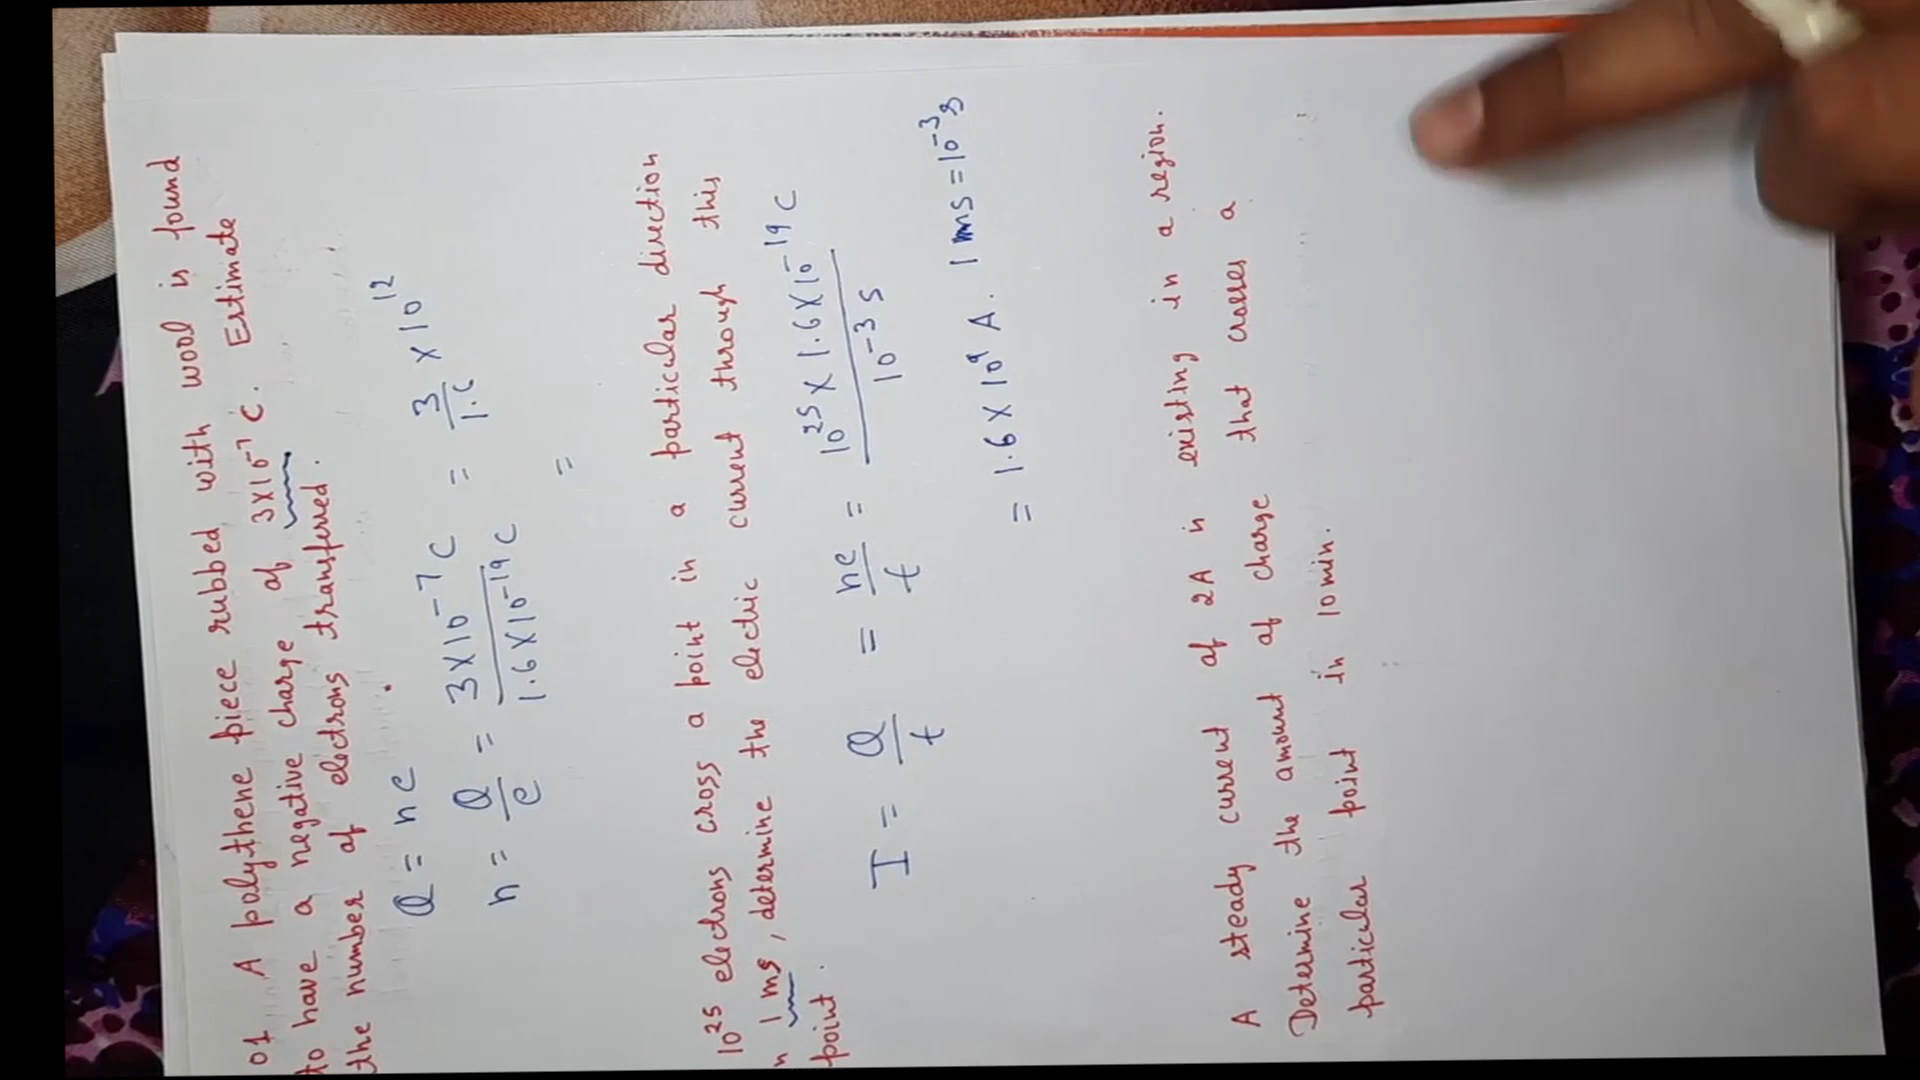 01. A polythene piece rubbed with wool is found
to have a negative charge of 3×10⁻⁷ C. Estimate
the number of electrons transferred.
Q = ne
n = Q/e = 3×10⁻⁷ C / 1.6×10⁻¹⁹ C = 3/1.6 × 10¹²
=
10²⁵ electrons cross a point in a particular direction
n 1 ms, determine the electric current through this
point.
I = Q/t = ne/t = 10²⁵ × 1.6×10⁻¹⁹ C / 10⁻³ s
= 1.6 × 10⁹ A. 1 ms = 10⁻³ s
A steady current of 2A is existing in a region.
Determine the amount of charge that crosses a
particular point in 10 min.